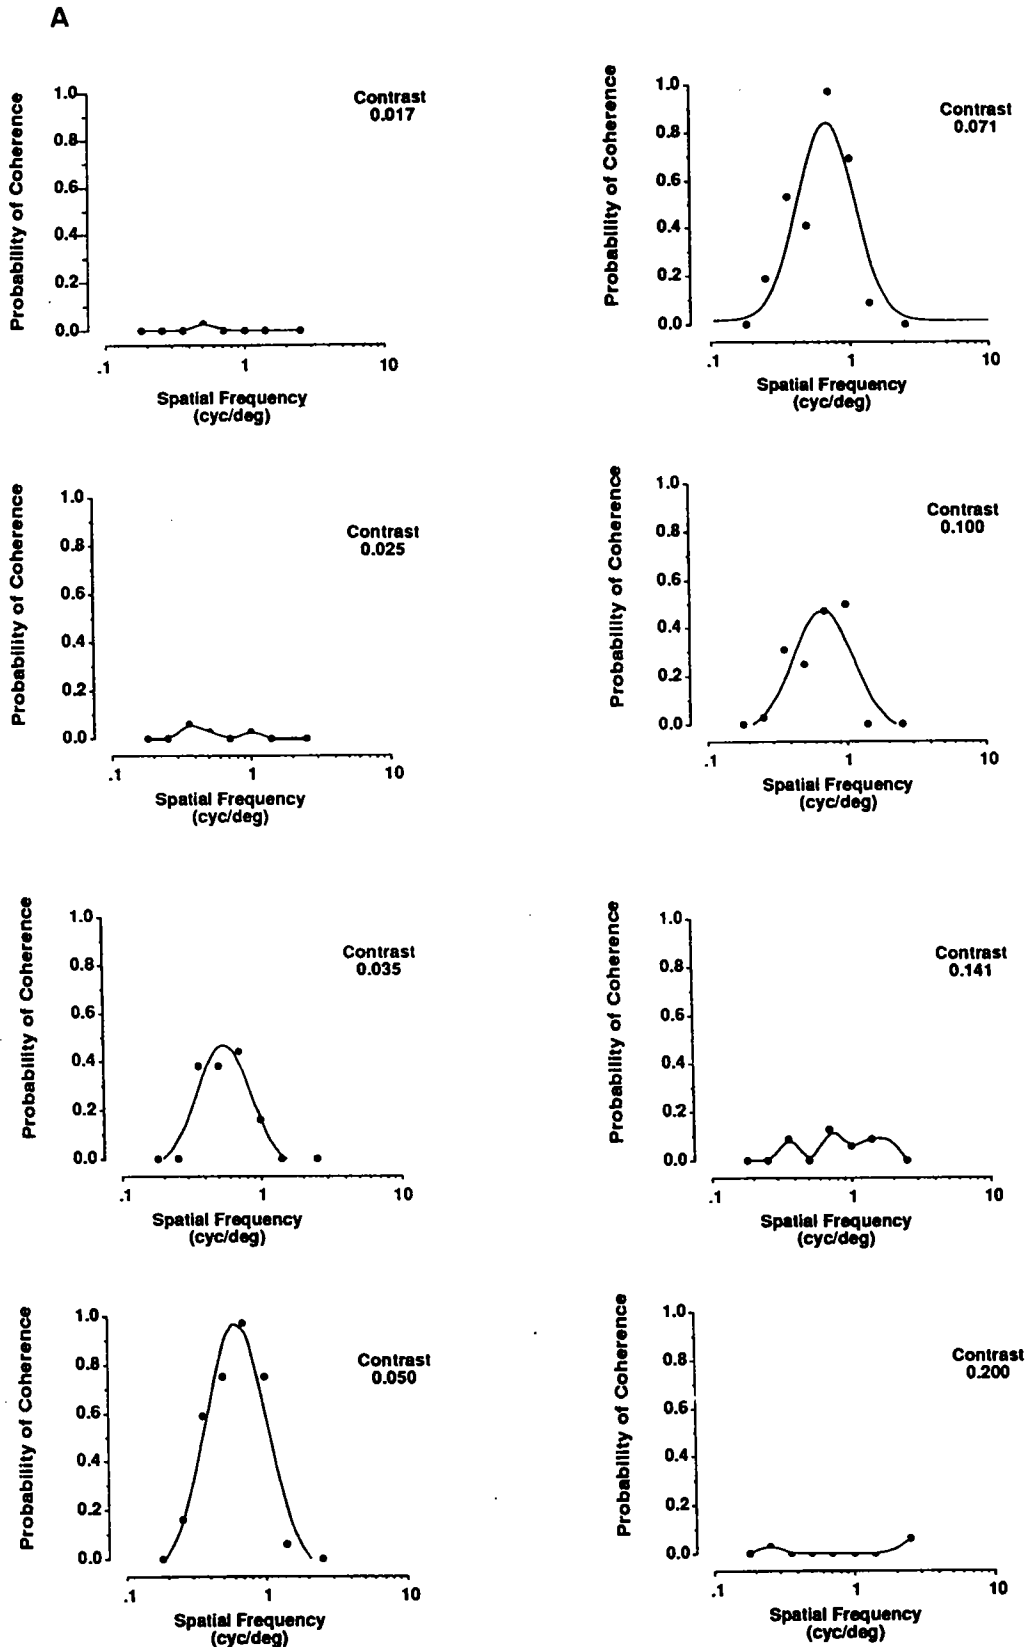 A
Probability of Coherence
1.0
0.8
0.6
0.4
0.2
0.0
Contrast
0.017
.1
1
10
Spatial Frequency
(cyc/deg)
Probability of Coherence
1.0
0.8
0.6
0.4
0.2
0.0
Contrast
0.071
.1
1
10
Spatial Frequency
(cyc/deg)
Probability of Coherence
1.0
0.8
0.6
0.4
0.2
0.0
Contrast
0.025
.1
1
10
Spatial Frequency
(cyc/deg)
Probability of Coherence
1.0
0.8
0.6
0.4
0.2
0.0
Contrast
0.100
.1
1
10
Spatial Frequency
(cyc/deg)
Probability of Coherence
1.0
0.8
0.6
0.4
0.2
0.0
Contrast
0.035
.1
1
10
Spatial Frequency
(cyc/deg)
Probability of Coherence
1.0
0.8
0.6
0.4
0.2
0.0
Contrast
0.141
.1
1
10
Spatial Frequency
(cyc/deg)
Probability of Coherence
1.0
0.8
0.6
0.4
0.2
0.0
Contrast
0.050
.1
1
10
Spatial Frequency
(cyc/deg)
Probability of Coherence
1.0
0.8
0.6
0.4
0.2
0.0
Contrast
0.200
.1
1
10
Spatial Frequency
(cyc/deg)